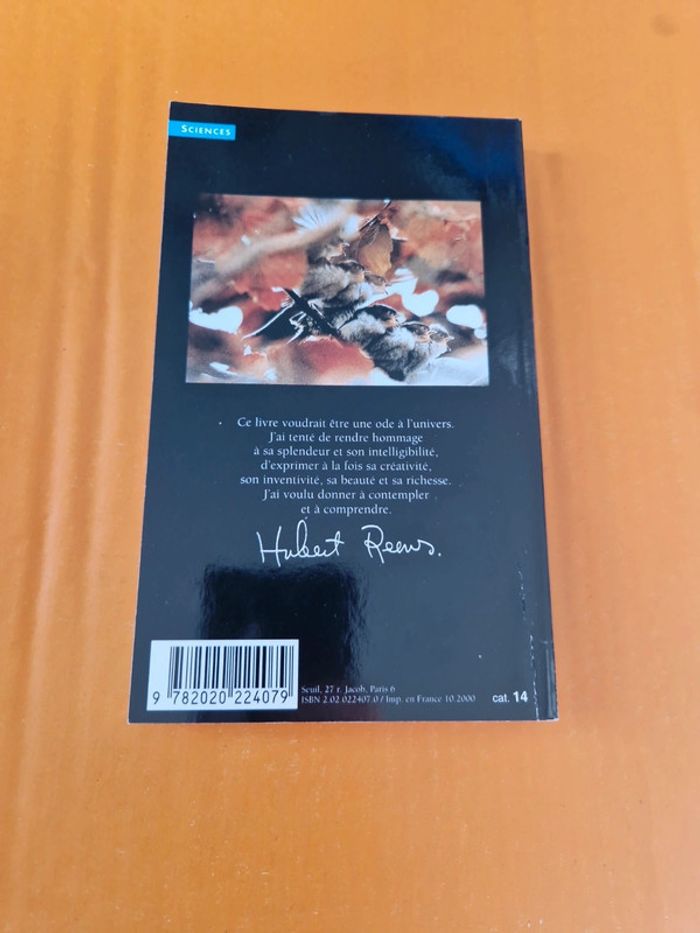 SCIENCES
Ce livre voudrait être une ode à l'univers.
J'ai tenté de rendre hommage
à sa splendeur et son intelligibilité,
d'exprimer à la fois sa créativité,
son inventivité, sa beauté et sa richesse.
J'ai voulu donner à contempler
et à comprendre.
Hubert Reeves.
9 782020 224079
Seuil, 27 r. Jacob, Paris 6
ISBN 2.02.022407.0 / Imp. en France 10.2000
cat. 14